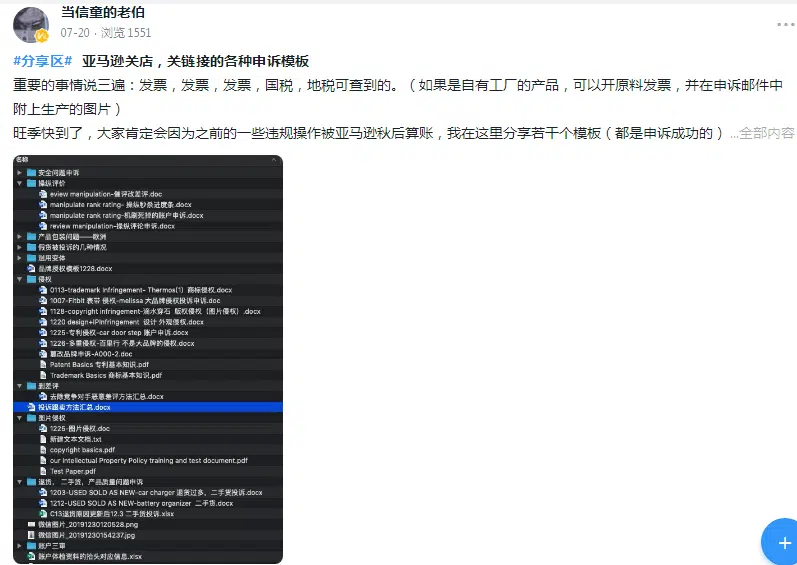 当信童的老伯
07-20 · 浏览 1551
#分享区# 亚马逊关店，关链接的各种申诉模板
重要的事情说三遍：发票，发票，发票，国税，地税可查到的。（如果是自有工厂的产品，可以开原料发票，并在申诉邮件中
附上生产的图片）
旺季快到了，大家肯定会因为之前的一些违规操作被亚马逊秋后算账，我在这里分享若干个模板（都是申诉成功的）...全部内容
名称
安全问题申诉
操纵评价
eview manipulation-做评改差评.doc
manipulate rank rating- 操纵秒杀进度条.docx
manipulate rank rating-机刷死掉的账户申诉.docx
review manipulation-操纵评论申诉.docx
产品包装问题——欧洲
假货被投诉的几种情况
滥用变体
品牌授权模板1228.docx
侵权
0113-trademark infringement- Thermos(1) 商标侵权.docx
1007-Fitbit 表带 侵权-melissa 大品牌侵权投诉申诉.doc
1128-copyright infringement-滴水穿石 版权侵权（图片侵权）.docx
1220 design+IPinfringement 设计 外观侵权.docx
1225-专利侵权-car door step 账户申诉.docx
1226-多重侵权-百里行 不是大品牌的侵权.docx
篡改品牌申诉-A000-2.doc
Patent Basics 专利基本知识.pdf
Trademark Basics 商标基本知识.pdf
删差评
去除竞争对手恶意差评方法汇总.docx
投诉跟卖方法汇总.docx
图片侵权
1225-图片侵权.doc
新建文本文档.txt
copyright basics.pdf
our Intellectual Property Policy training and test document.pdf
Test Paper.pdf
退货， 二手货，产品质量问题申诉
1203-USED SOLD AS NEW-car charger 退货过多，二手货投诉.docx
1212-USED SOLD AS NEW-battery organizer 二手货.docx
C13退货原因更新后12.3 二手货投诉.xlsx
微信图片_20191230120528.png
微信图片_20191230154237.jpg
账户三审
账户体检资料的抬头对应信息.xlsx